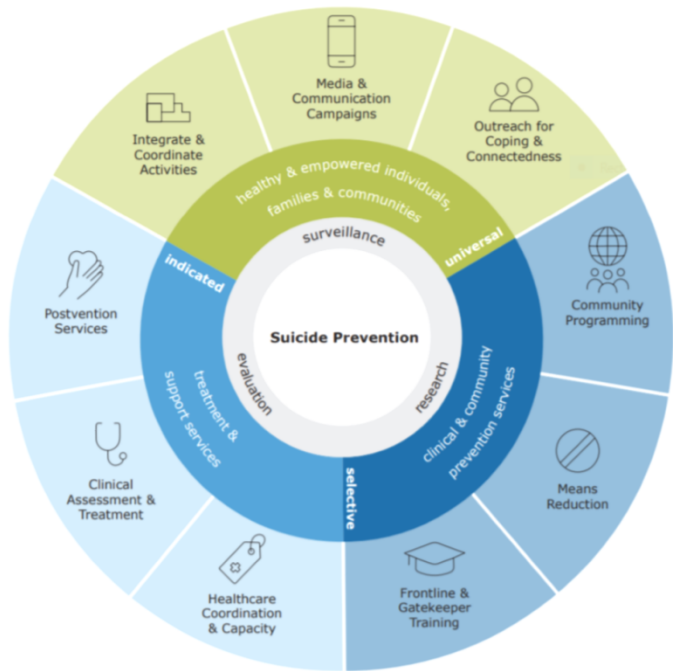 Media &
Communication
Campaigns
Outreach for
Coping &
Connectedness
Community
Programming
Means
Reduction
Frontline &
Gatekeeper
Training
Healthcare
Coordination
& Capacity
Clinical
Assessment &
Treatment
Postvention
Services
Integrate &
Coordinate
Activities
healthy & empowered individuals,
families & communities
universal
clinical & community
prevention services
selective
treatment &
support services
indicated
surveillance
research
evaluation
Suicide Prevention